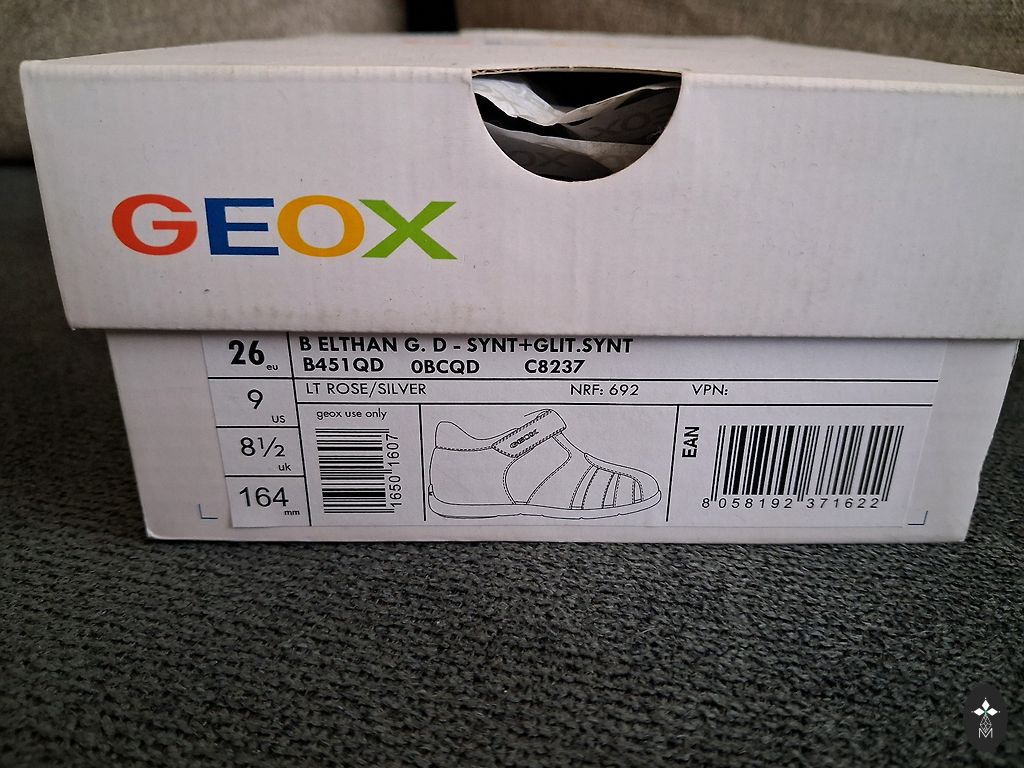 GEOX
26 eu
B ELTHAN G. D - SYNT+GLIT.SYNT
B451QD 0BCQD C8237
9 us
LT ROSE/SILVER NRF: 692 VPN:
8½ uk
164 mm
geox use only
1650 1607
GEOX
EAN
8 058192 371622
M